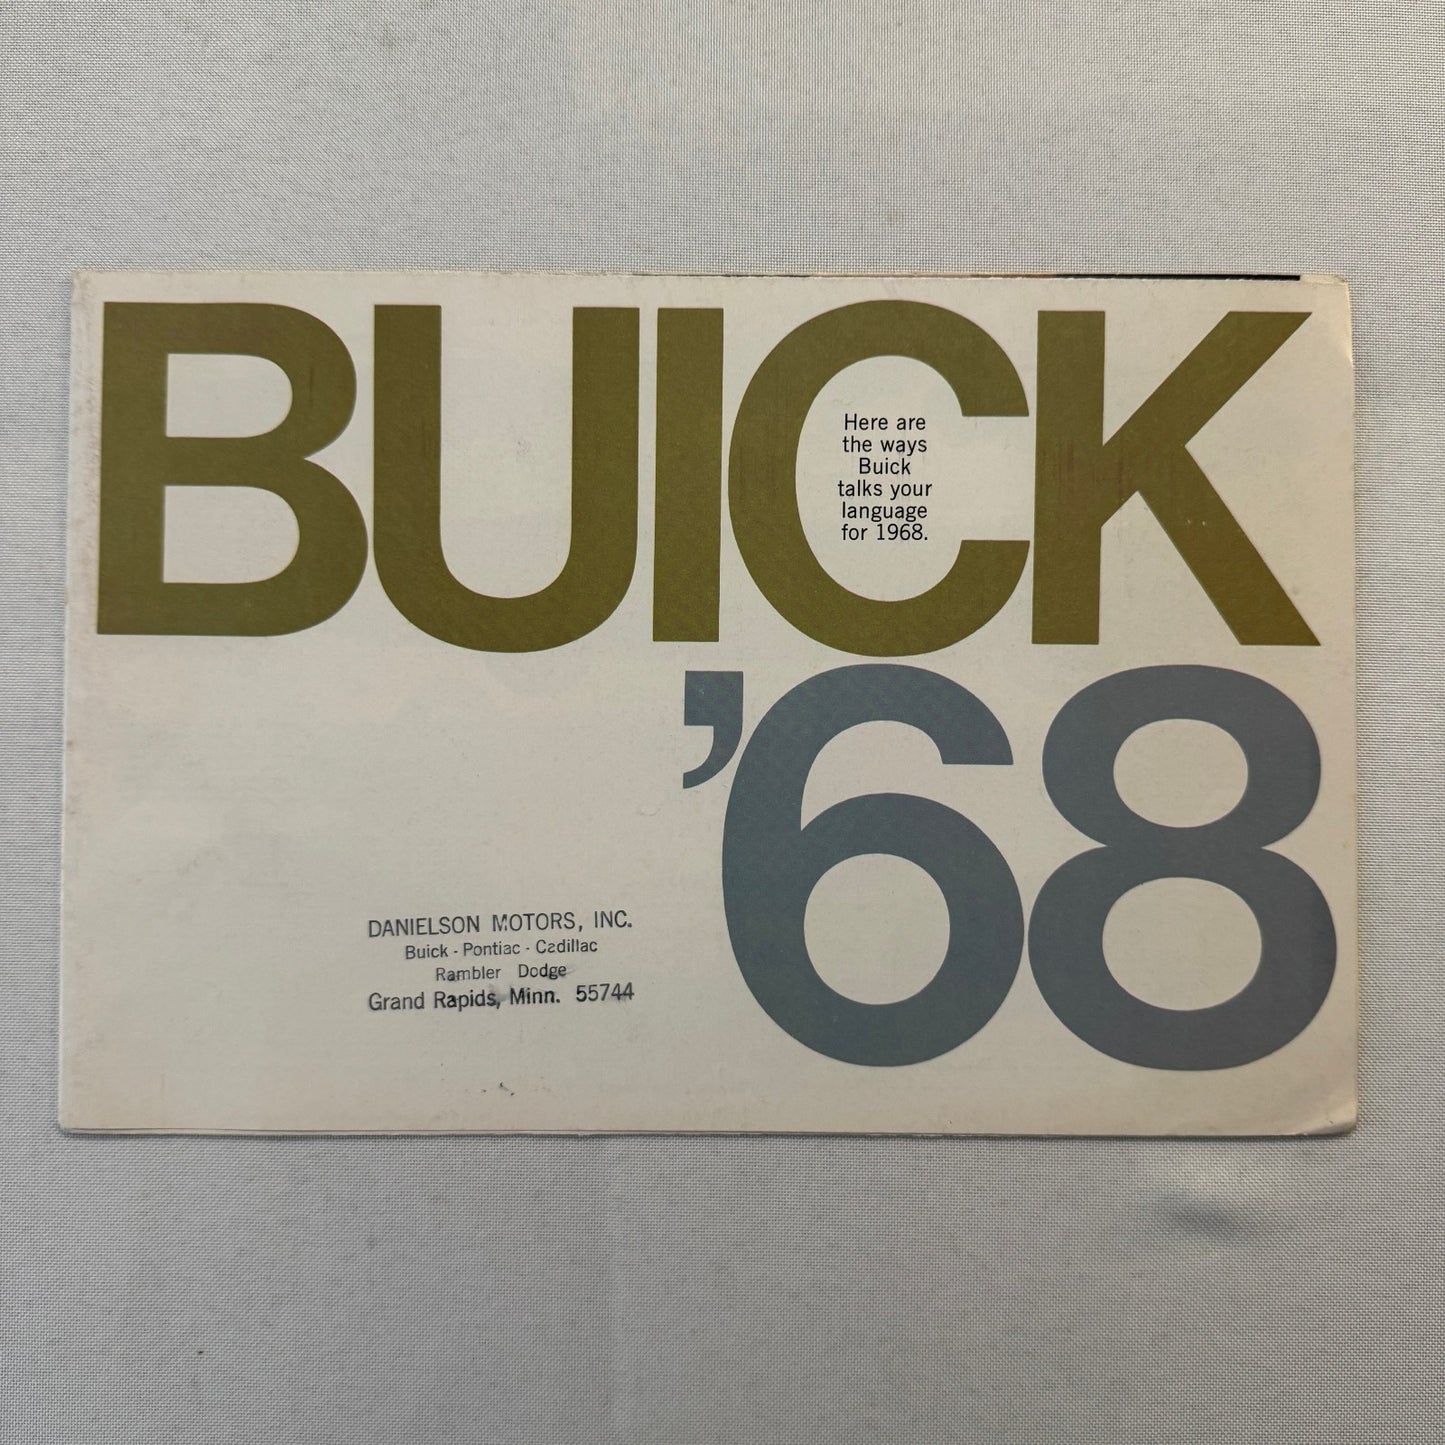 BUICK
Here are
the ways
Buick
talks your
language
for 1968.
'68
DANIELSON MOTORS, INC.
Buick - Pontiac - Cadillac
Rambler Dodge
Grand Rapids, Minn. 55744